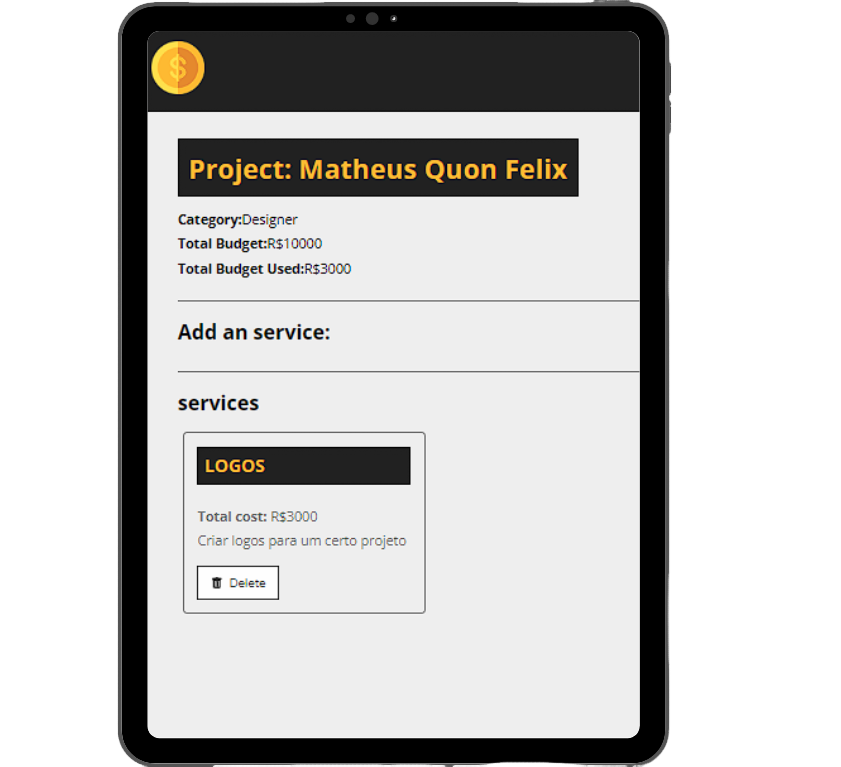 $
Project: Matheus Quon Felix
Category:Designer
Total Budget:R$10000
Total Budget Used:R$3000
Add an service:
services
LOGOS
Total cost: R$3000
Criar logos para um certo projeto
Delete